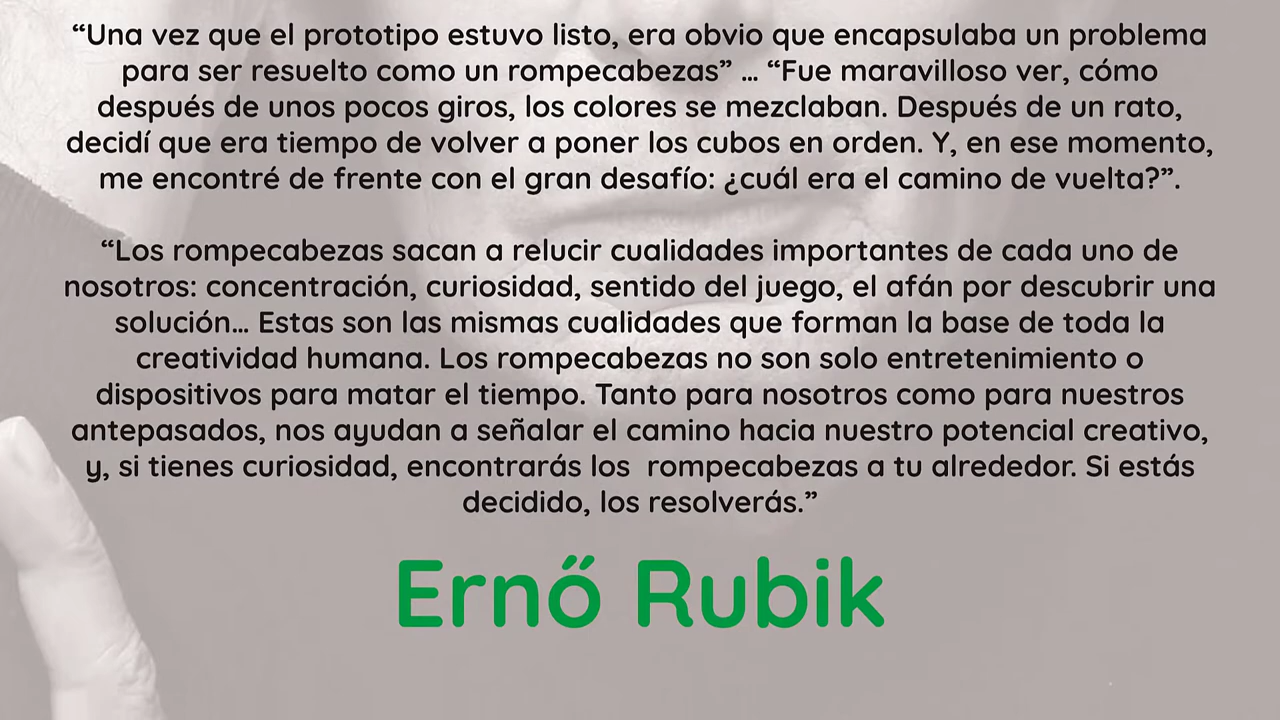 “Una vez que el prototipo estuvo listo, era obvio que encapsulaba un problema
para ser resuelto como un rompecabezas” ... “Fue maravilloso ver, cómo
después de unos pocos giros, los colores se mezclaban. Después de un rato,
decidí que era tiempo de volver a poner los cubos en orden. Y, en ese momento,
me encontré de frente con el gran desafío: ¿cuál era el camino de vuelta?”.
“Los rompecabezas sacan a relucir cualidades importantes de cada uno de
nosotros: concentración, curiosidad, sentido del juego, el afán por descubrir una
solución... Estas son las mismas cualidades que forman la base de toda la
creatividad humana. Los rompecabezas no son solo entretenimiento o
dispositivos para matar el tiempo. Tanto para nosotros como para nuestros
antepasados, nos ayudan a señalar el camino hacia nuestro potencial creativo,
y, si tienes curiosidad, encontrarás los  rompecabezas a tu alrededor. Si estás
decidido, los resolverás.”
Ernő Rubik